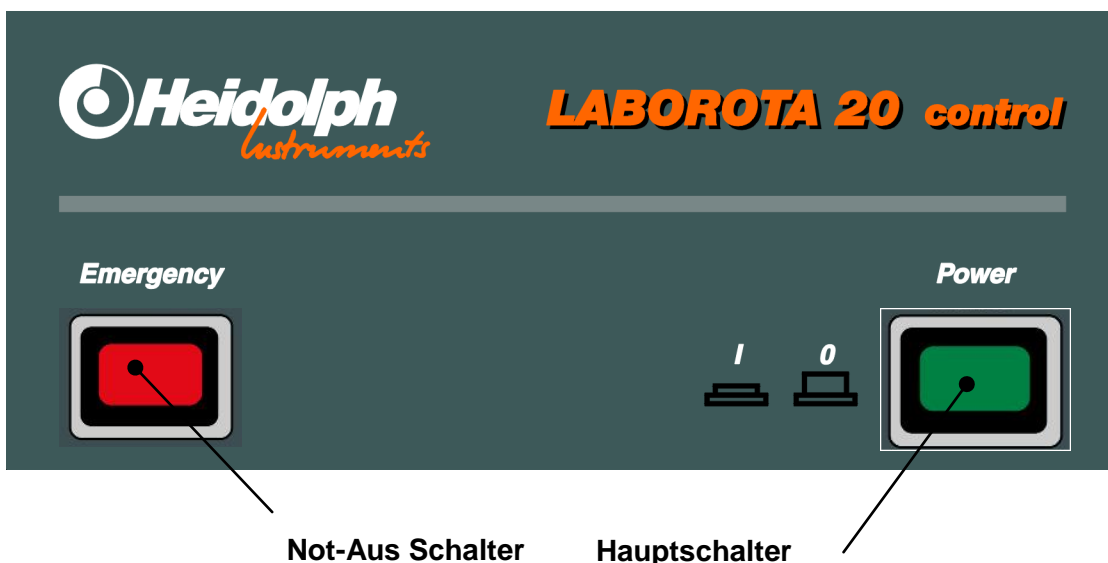 Heidolph
Instruments
LABOROTA 20 control
Emergency
Power
I 0
Not-Aus Schalter
Hauptschalter